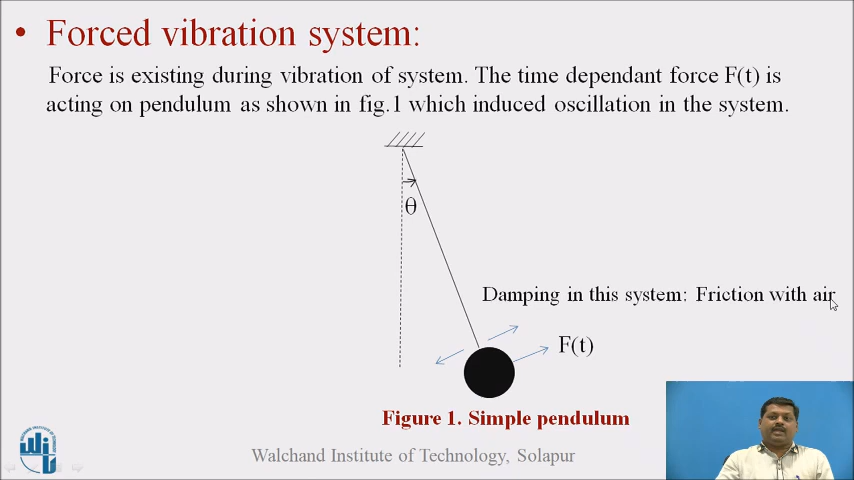 • Forced vibration system:
Force is existing during vibration of system. The time dependant force F(t) is
acting on pendulum as shown in fig.1 which induced oscillation in the system.
θ
Damping in this system: Friction with air
F(t)
Figure 1. Simple pendulum
Walchand Institute of Technology, Solapur